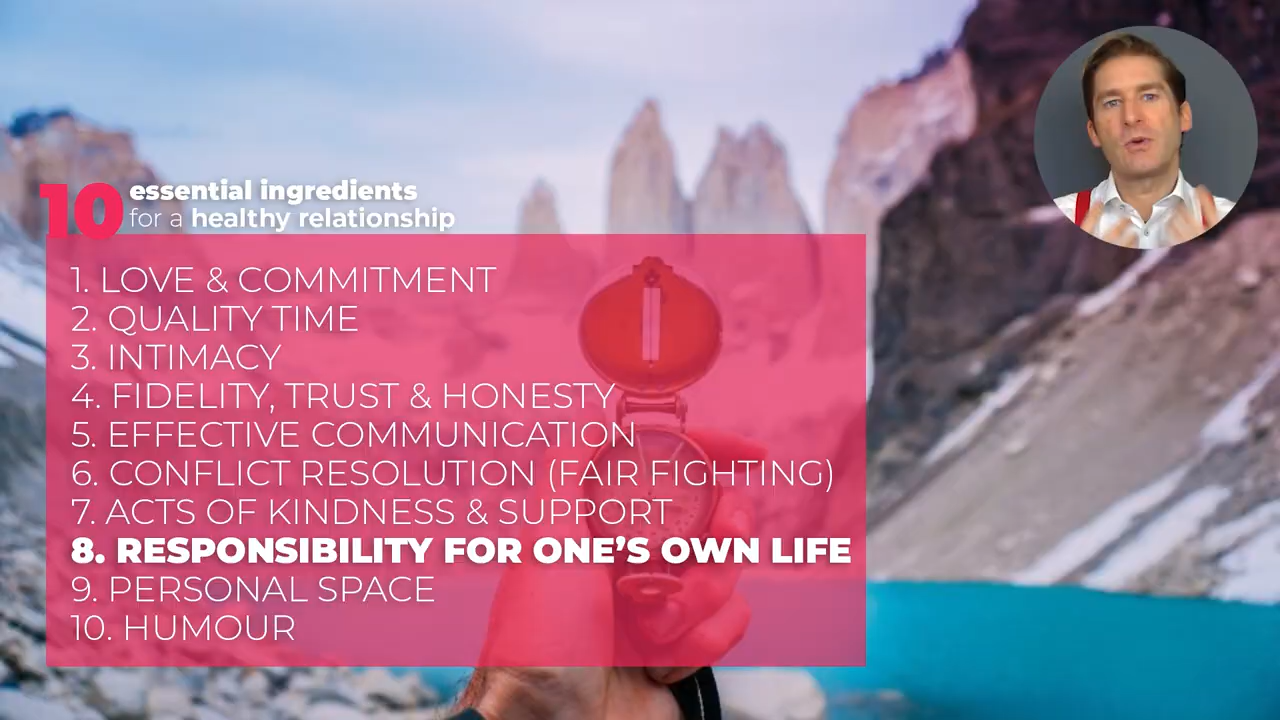 10 essential ingredients
for a healthy relationship
1. LOVE & COMMITMENT
2. QUALITY TIME
3. INTIMACY
4. FIDELITY, TRUST & HONESTY
5. EFFECTIVE COMMUNICATION
6. CONFLICT RESOLUTION (FAIR FIGHTING)
7. ACTS OF KINDNESS & SUPPORT
8. RESPONSIBILITY FOR ONE’S OWN LIFE
9. PERSONAL SPACE
10. HUMOUR